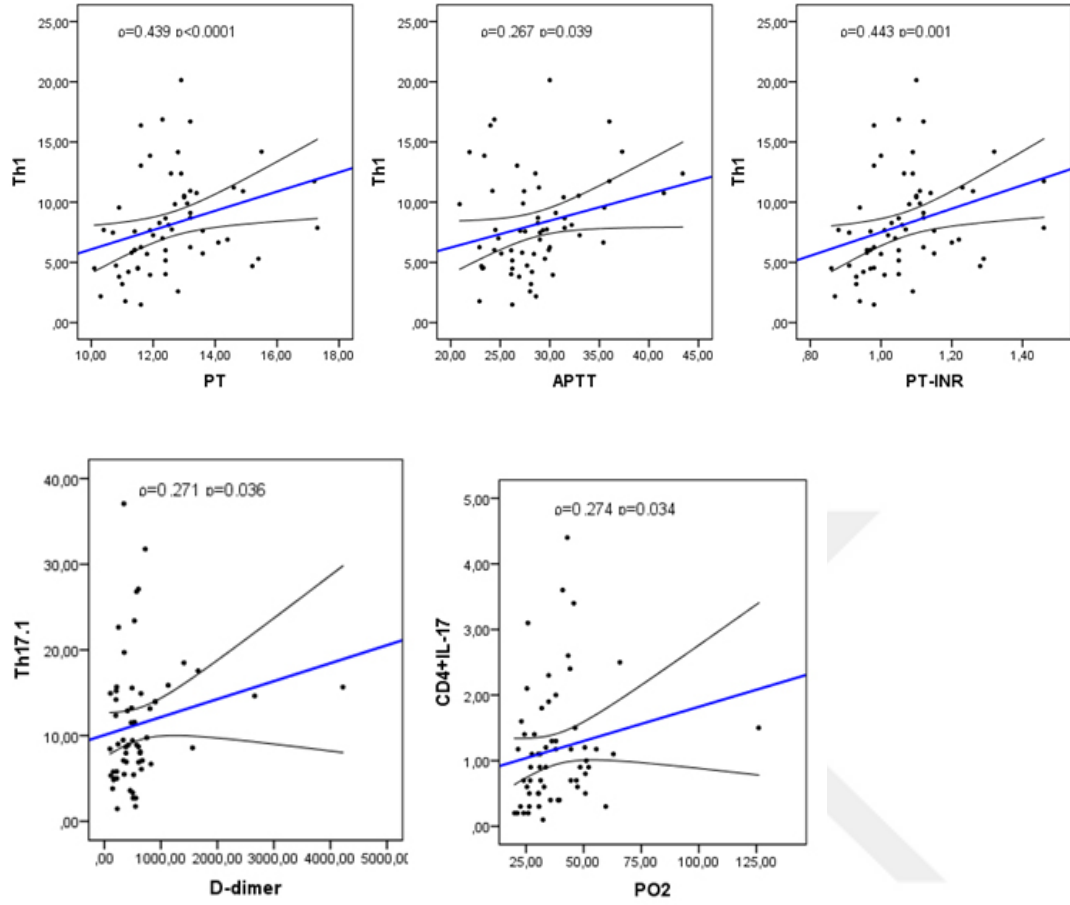 ρ=0.439 p<0.0001
25,00
20,00
15,00
10,00
5,00
,00
Th1
10,00 12,00 14,00 16,00 18,00
PT
ρ=0.267 p=0.039
25,00
20,00
15,00
10,00
5,00
,00
Th1
20,00 25,00 30,00 35,00 40,00 45,00
APTT
ρ=0.443 p=0.001
25,00
20,00
15,00
10,00
5,00
,00
Th1
,80 1,00 1,20 1,40
PT-INR
ρ=0.271 p=0.036
40,00
30,00
20,00
10,00
,00
Th17.1
,00 1000,00 2000,00 3000,00 4000,00 5000,00
D-dimer
ρ=0.274 p=0.034
5,00
4,00
3,00
2,00
1,00
,00
CD4+IL-17
25,00 50,00 75,00 100,00 125,00
PO2